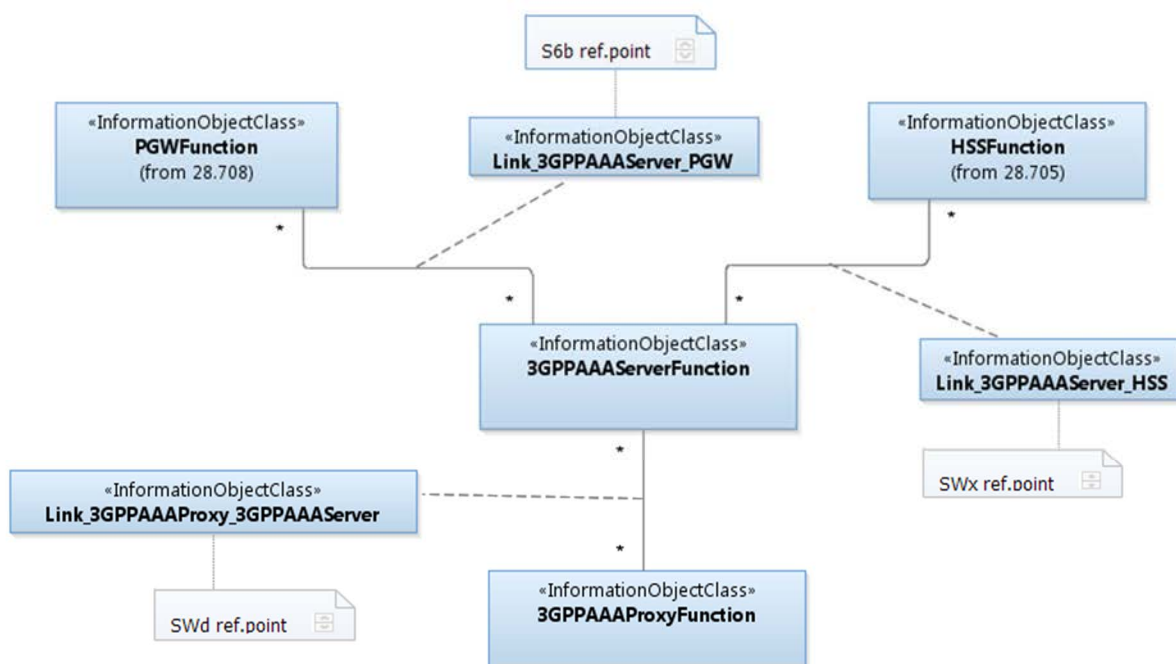 S6b ref.point
«InformationObjectClass»
PGWFunction
(from 28.708)
«InformationObjectClass»
Link_3GPPAAAServer_PGW
«InformationObjectClass»
HSSFunction
(from 28.705)
*
*
*
*
«InformationObjectClass»
3GPPAAAServerFunction
«InformationObjectClass»
Link_3GPPAAAServer_HSS
*
SWx ref.point
«InformationObjectClass»
Link_3GPPAAAProxy_3GPPAAAServer
*
«InformationObjectClass»
3GPPAAAProxyFunction
SWd ref.point